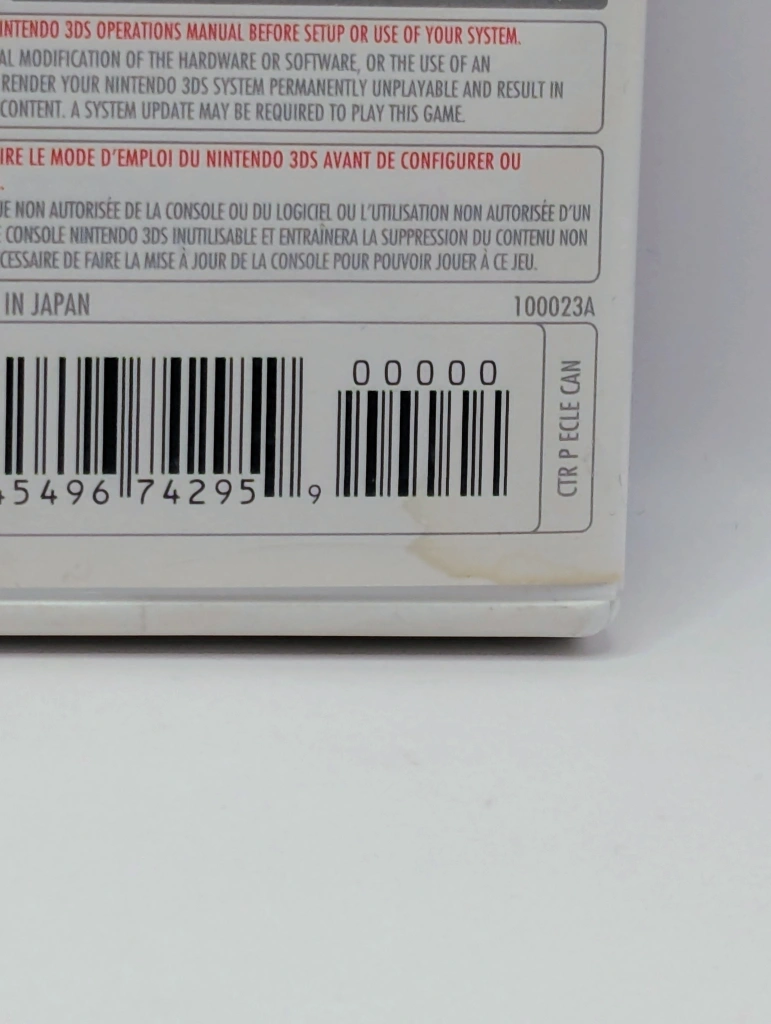 NINTENDO 3DS OPERATIONS MANUAL BEFORE SETUP OR USE OF YOUR SYSTEM.
AL MODIFICATION OF THE HARDWARE OR SOFTWARE, OR THE USE OF AN
RENDER YOUR NINTENDO 3DS SYSTEM PERMANENTLY UNPLAYABLE AND RESULT IN
CONTENT. A SYSTEM UPDATE MAY BE REQUIRED TO PLAY THIS GAME.
IRE LE MODE D'EMPLOI DU NINTENDO 3DS AVANT DE CONFIGURER OU
.
UE NON AUTORISÉE DE LA CONSOLE OU DU LOGICIEL OU L'UTILISATION NON AUTORISÉE D'UN
CONSOLE NINTENDO 3DS INUTILISABLE ET ENTRAÎNERA LA SUPPRESSION DU CONTENU NON
CESSAIRE DE FAIRE LA MISE À JOUR DE LA CONSOLE POUR POUVOIR JOUER À CE JEU.
IN JAPAN 100023A
00000
45496 74295 9
CTR P ECLE CAN